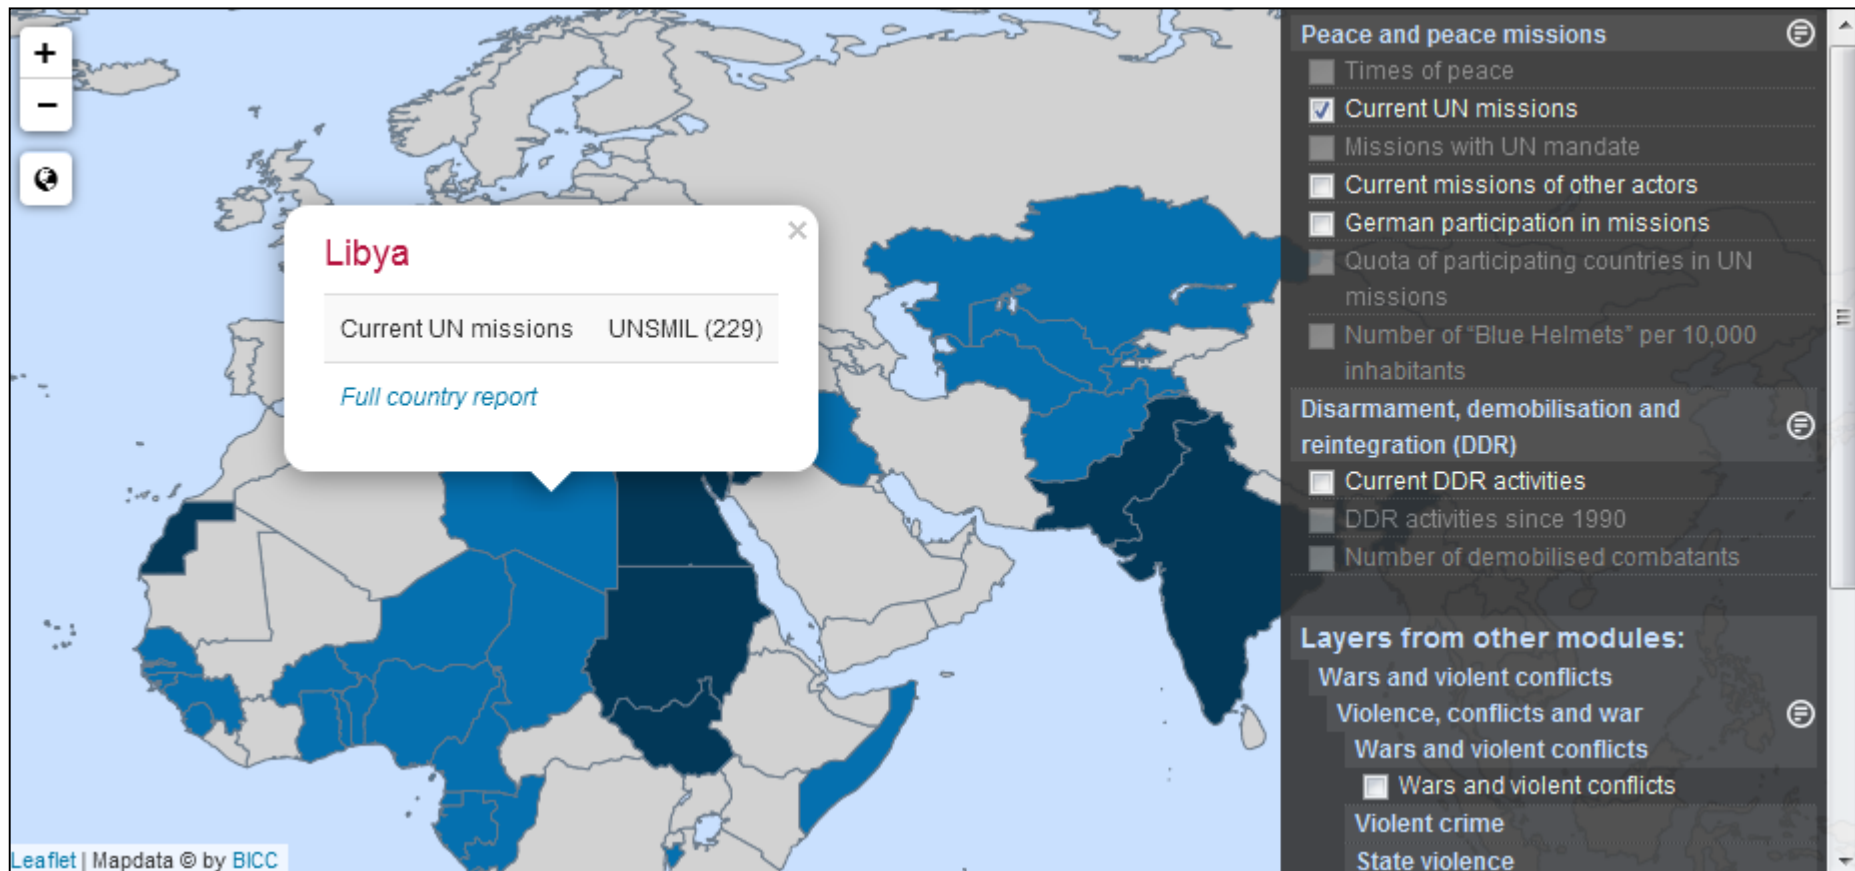 +
−
Libya
×
Current UN missions UNSMIL (229)
Full country report
Leaflet | Mapdata © by BICC
Peace and peace missions
Times of peace
Current UN missions
Missions with UN mandate
Current missions of other actors
German participation in missions
Quota of participating countries in UN
missions
Number of “Blue Helmets” per 10,000
inhabitants
Disarmament, demobilisation and
reintegration (DDR)
Current DDR activities
DDR activities since 1990
Number of demobilised combatants
Layers from other modules:
Wars and violent conflicts
Violence, conflicts and war
Wars and violent conflicts
Wars and violent conflicts
Violent crime
State violence